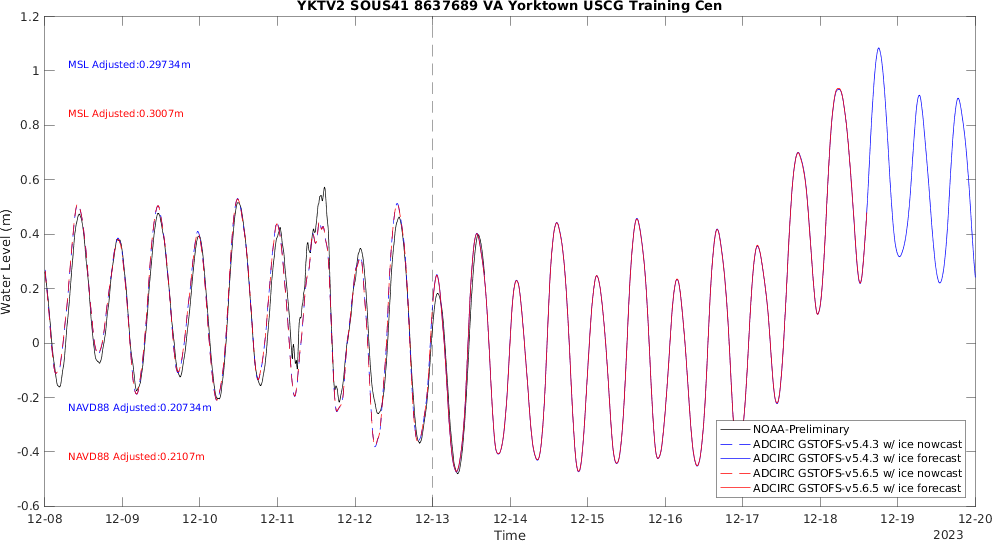 YKTV2 SOUS41 8637689 VA Yorktown USCG Training Cen
1.2
1
0.8
0.6
0.4
0.2
0
-0.2
-0.4
-0.6
Water Level (m)
MSL Adjusted:0.29734m
MSL Adjusted:0.3007m
NAVD88 Adjusted:0.20734m
NAVD88 Adjusted:0.2107m
NOAA-Preliminary
ADCIRC GSTOFS-v5.4.3 w/ ice nowcast
ADCIRC GSTOFS-v5.4.3 w/ ice forecast
ADCIRC GSTOFS-v5.6.5 w/ ice nowcast
ADCIRC GSTOFS-v5.6.5 w/ ice forecast
12-08 12-09 12-10 12-11 12-12 12-13 12-14 12-15 12-16 12-17 12-18 12-19 12-20
Time
2023